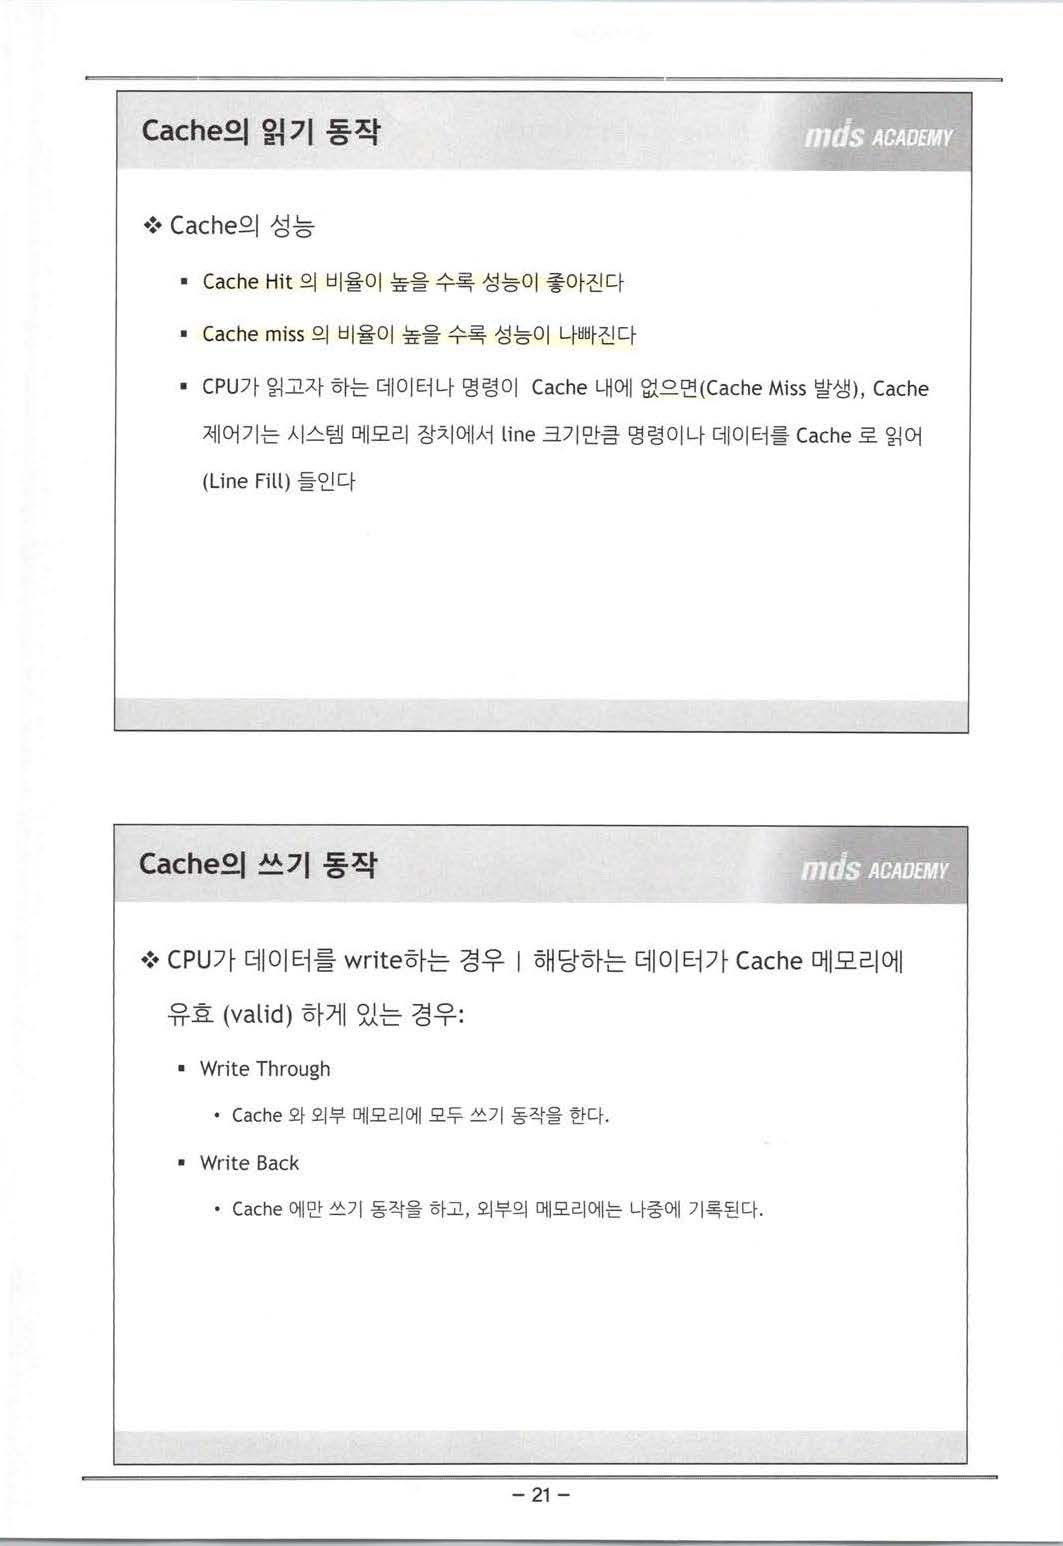 Cache의 읽기 동작
mds ACADEMY
❖ Cache의 성능
▪ Cache Hit 의 비율이 높을 수록 성능이 좋아진다
▪ Cache miss 의 비율이 높을 수록 성능이 나빠진다
▪ CPU가 읽고자 하는 데이터나 명령이 Cache 내에 없으면(Cache Miss 발생), Cache
제어기는 시스템 메모리 장치에서 line 크기만큼 명령이나 데이터를 Cache 로 읽어
(Line Fill) 들인다
Cache의 쓰기 동작
mds ACADEMY
❖ CPU가 데이터를 write하는 경우 | 해당하는 데이터가 Cache 메모리에
유효 (valid) 하게 있는 경우:
▪ Write Through
• Cache 와 외부 메모리에 모두 쓰기 동작을 한다.
▪ Write Back
• Cache 에만 쓰기 동작을 하고, 외부의 메모리에는 나중에 기록된다.
– 21 –